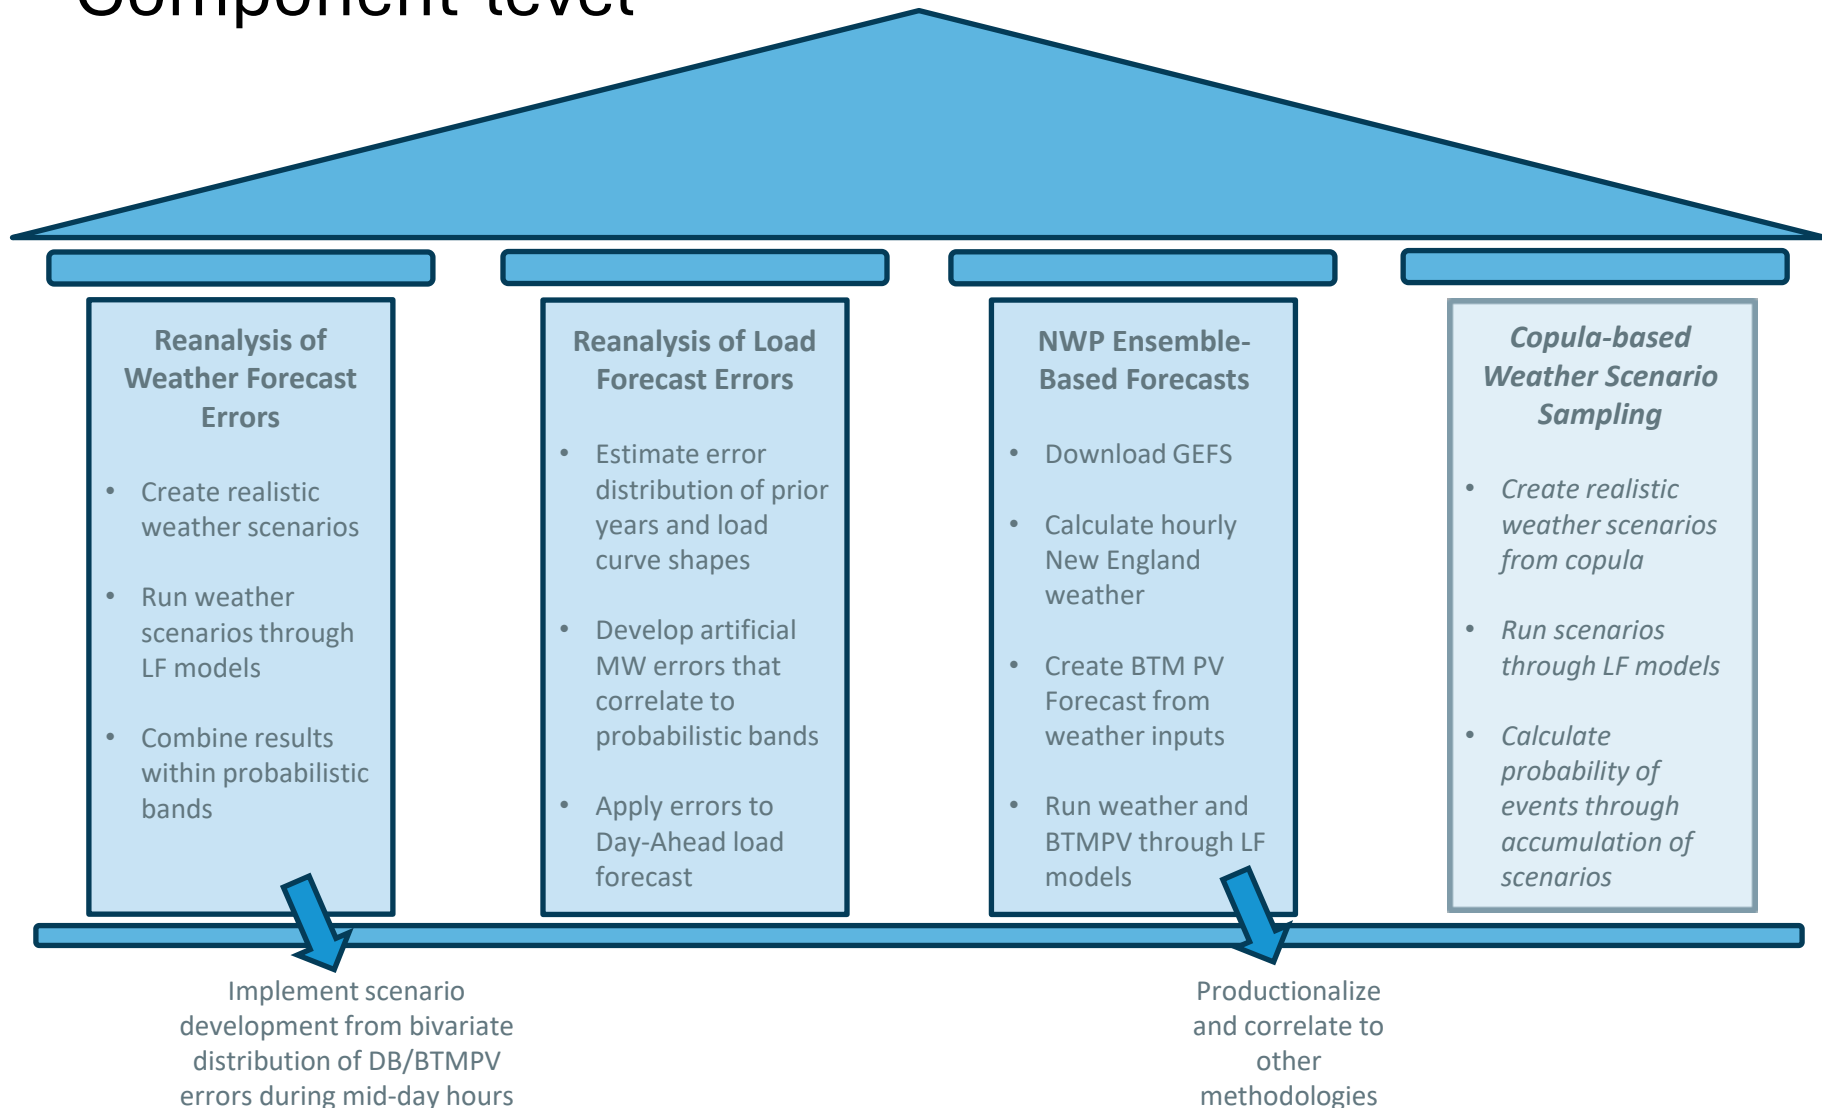 Component-level
Reanalysis of
Weather Forecast
Errors
• Create realistic
weather scenarios
• Run weather
scenarios through
LF models
• Combine results
within probabilistic
bands
Reanalysis of Load
Forecast Errors
• Estimate error
distribution of prior
years and load
curve shapes
• Develop artificial
MW errors that
correlate to
probabilistic bands
• Apply errors to
Day-Ahead load
forecast
NWP Ensemble-
Based Forecasts
• Download GEFS
• Calculate hourly
New England
weather
• Create BTM PV
Forecast from
weather inputs
• Run weather and
BTMPV through LF
models
Copula-based
Weather Scenario
Sampling
• Create realistic
weather scenarios
from copula
• Run scenarios
through LF models
• Calculate
probability of
events through
accumulation of
scenarios
Implement scenario
development from bivariate
distribution of DB/BTMPV
errors during mid-day hours
Productionalize
and correlate to
other
methodologies